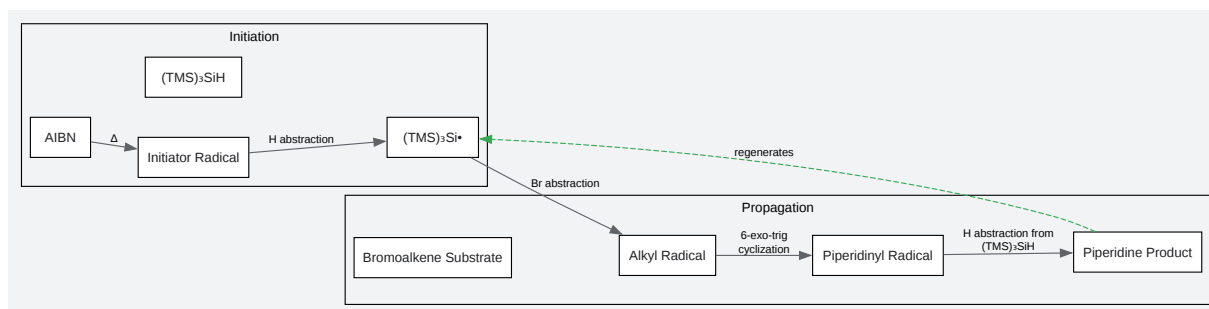 Initiation
(TMS)₃SiH
AIBN
Δ
Initiator Radical
H abstraction
(TMS)₃Si•
regenerates
Br abstraction
Propagation
Bromoalkene Substrate
Alkyl Radical
6-exo-trig
cyclization
Piperidinyl Radical
H abstraction from
(TMS)₃SiH
Piperidine Product